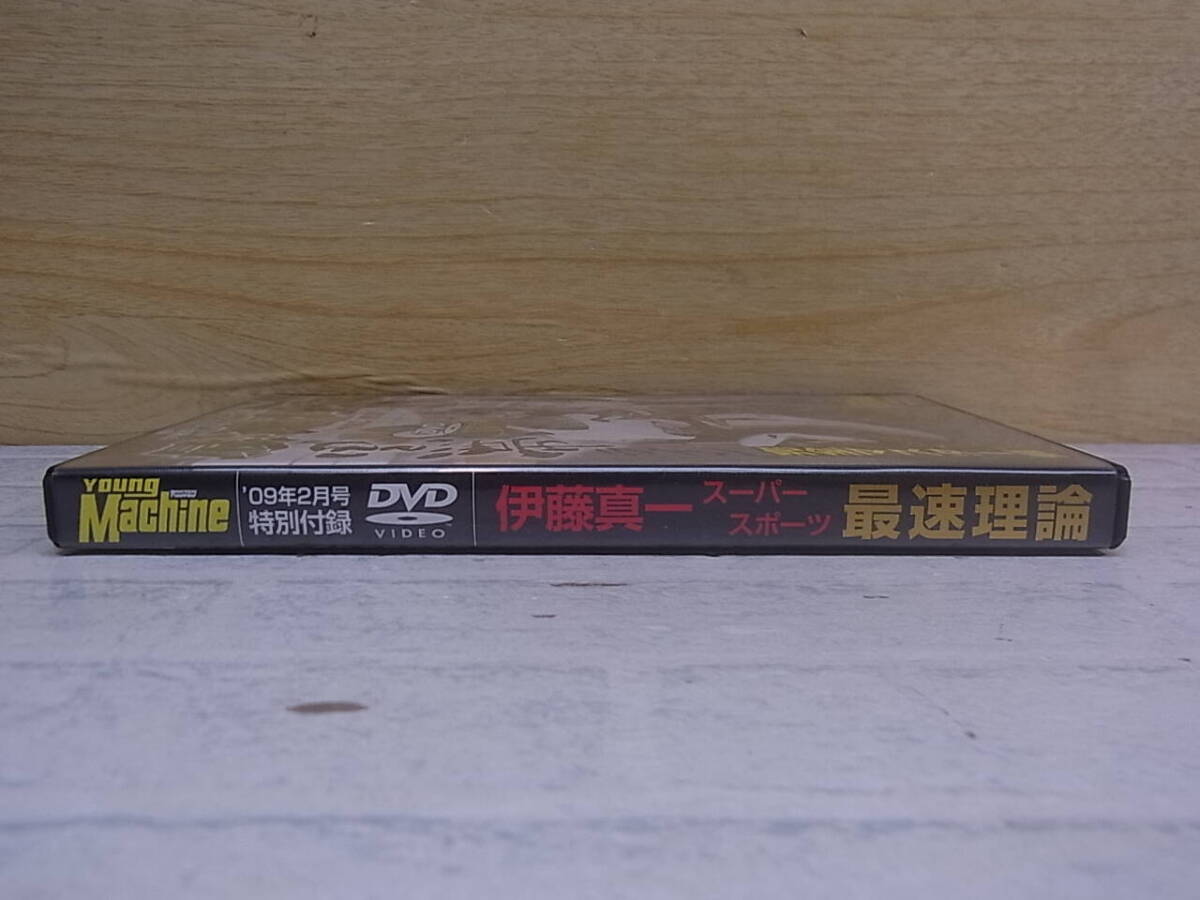 Young
Machine
'09年2月号
特別付録
DVD
VIDEO
伊藤真一
スーパー
スポーツ
最速理論